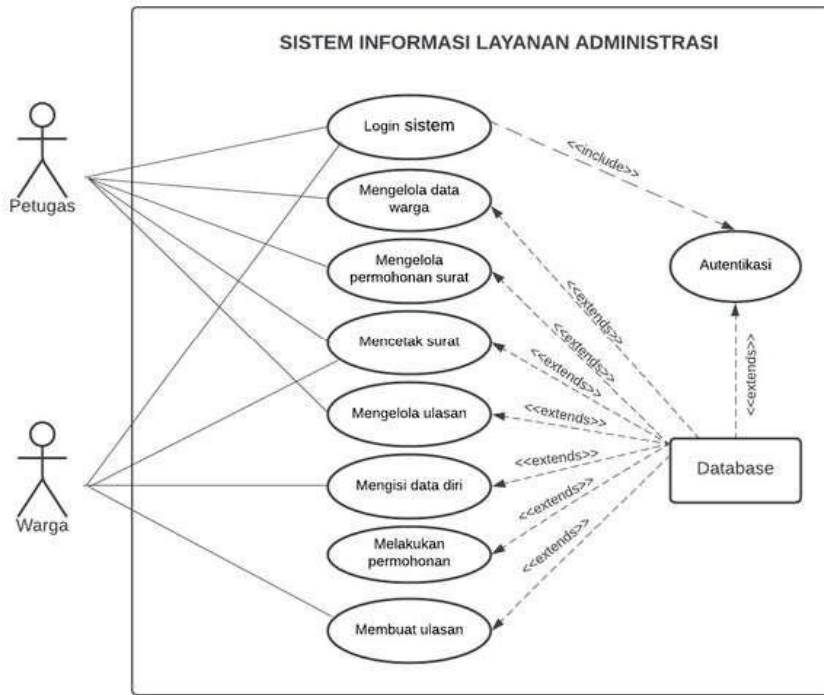 SISTEM INFORMASI LAYANAN ADMINISTRASI
Petugas
Warga
Login sistem
Mengelola data
warga
Mengelola
permohonan surat
Mencetak surat
Mengelola ulasan
Mengisi data diri
Melakukan
permohonan
Membuat ulasan
<<include>>
Autentikasi
<<extends>>
<<extends>>
<<extends>>
<<extends>>
<<extends>>
<<extends>>
<<extends>>
<<extends>>
Database